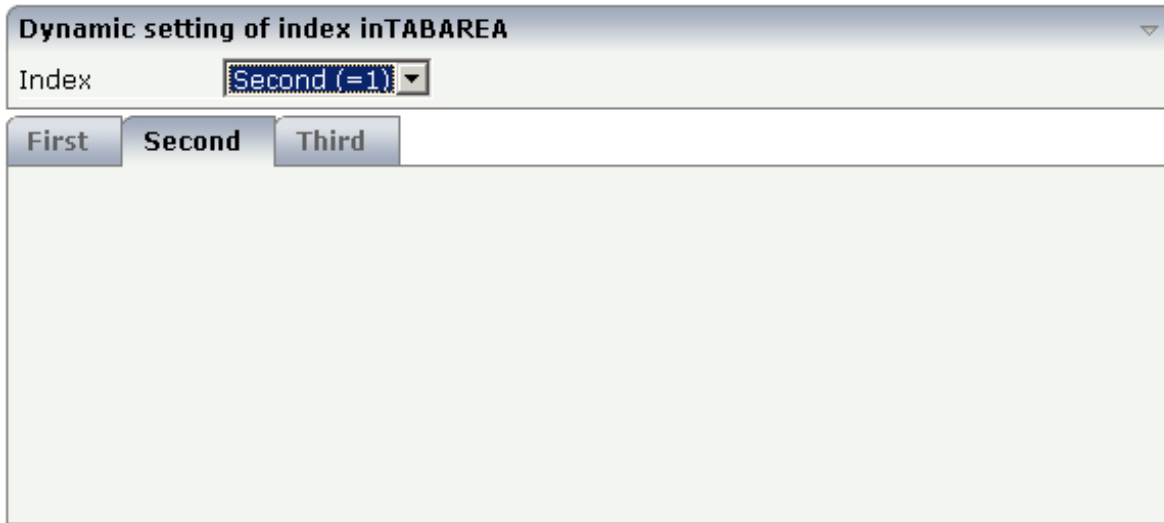 Dynamic setting of index inTABAREA
Index Second (=1)
First Second Third